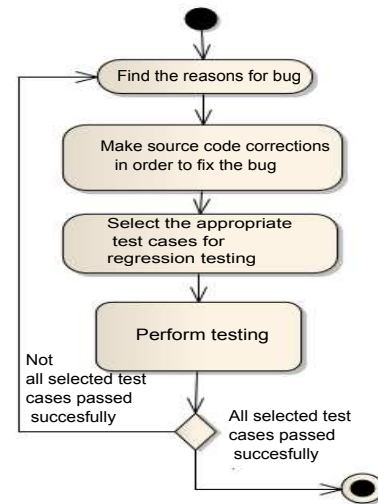 Find the reasons for bug
Make source code corrections
in order to fix the bug
Select the appropriate
test cases for
regression testing
Perform testing
Not
all selected test
cases passed
succesfully
All selected test
cases passed
succesfully